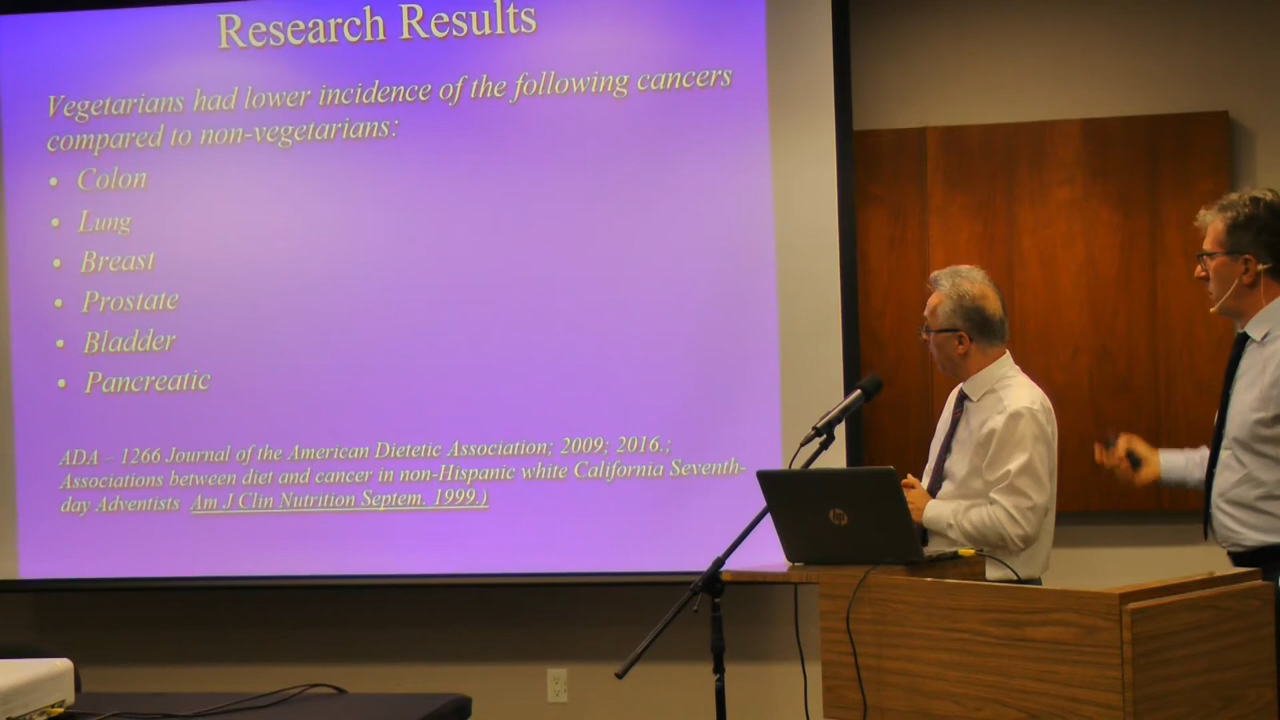 Research Results
Vegetarians had lower incidence of the following cancers
compared to non-vegetarians:
• Colon
• Lung
• Breast
• Prostate
• Bladder
• Pancreatic
ADA – 1266 Journal of the American Dietetic Association; 2009; 2016.;
Associations between diet and cancer in non-Hispanic white California Seventh-
day Adventists Am J Clin Nutrition Septem. 1999.)
hp